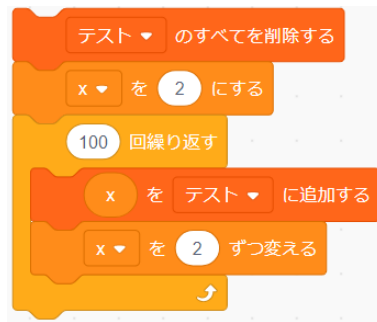 テスト のすべてを削除する
x を 2 にする
100 回繰り返す
x を テスト に追加する
x を 2 ずつ変える